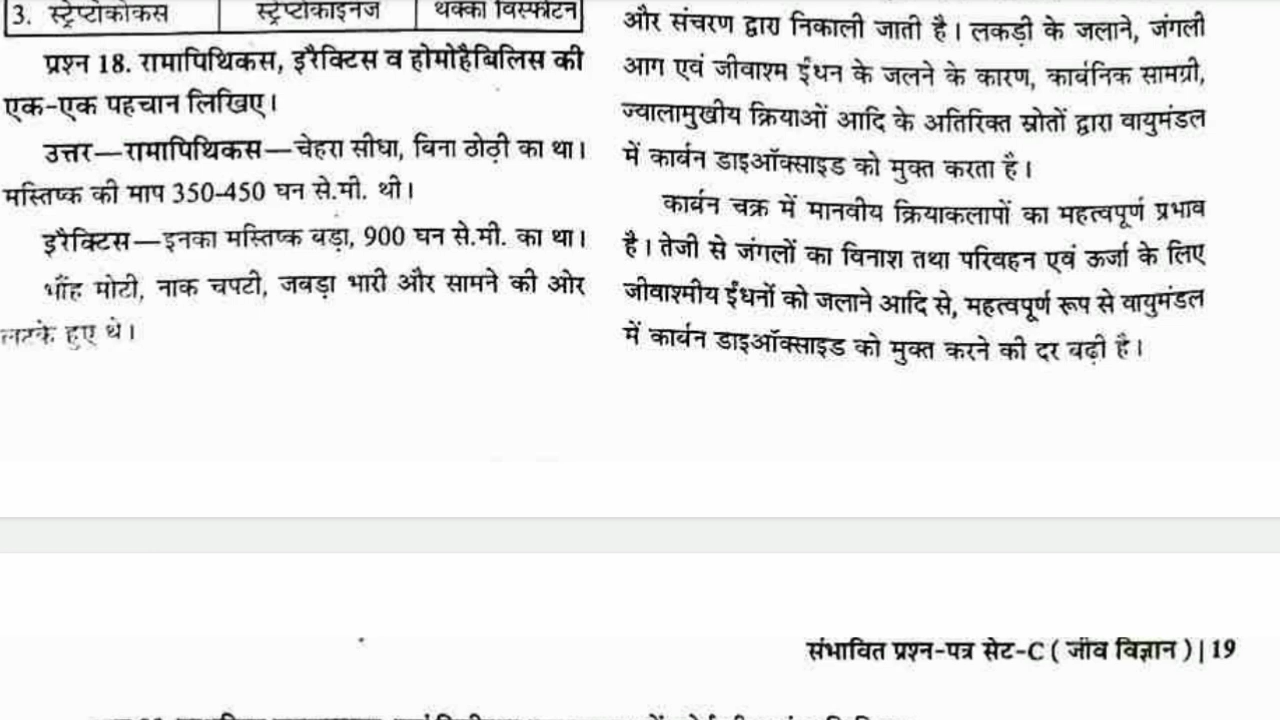 3. स्ट्रेप्टोकोकस स्ट्रेप्टोकाइनेज थक्का विस्फोटन
प्रश्न 18. रामापिथिकस, इरैक्टिस व होमोहैबिलिस की
एक-एक पहचान लिखिए।
उत्तर—रामापिथिकस—चेहरा सीधा, बिना ठोढ़ी का था।
मस्तिष्क की माप 350-450 घन से.मी. थी।
इरैक्टिस—इनका मस्तिष्क बड़ा, 900 घन से.मी. का था।
भौंह मोटी, नाक चपटी, जबड़ा भारी और सामने की ओर
लटके हुए थे।
और संचरण द्वारा निकाली जाती है। लकड़ी के जलाने, जंगली
आग एवं जीवाश्म ईंधन के जलने के कारण, कार्बनिक सामग्री,
ज्वालामुखीय क्रियाओं आदि के अतिरिक्त स्रोतों द्वारा वायुमंडल
में कार्बन डाइऑक्साइड को मुक्त करता है।
कार्बन चक्र में मानवीय क्रियाकलापों का महत्वपूर्ण प्रभाव
है। तेजी से जंगलों का विनाश तथा परिवहन एवं ऊर्जा के लिए
जीवाश्मीय ईंधनों को जलाने आदि से, महत्वपूर्ण रूप से वायुमंडल
में कार्बन डाइऑक्साइड को मुक्त करने की दर बढ़ी है।
संभावित प्रश्न-पत्र सेट-C ( जीव विज्ञान ) | 19